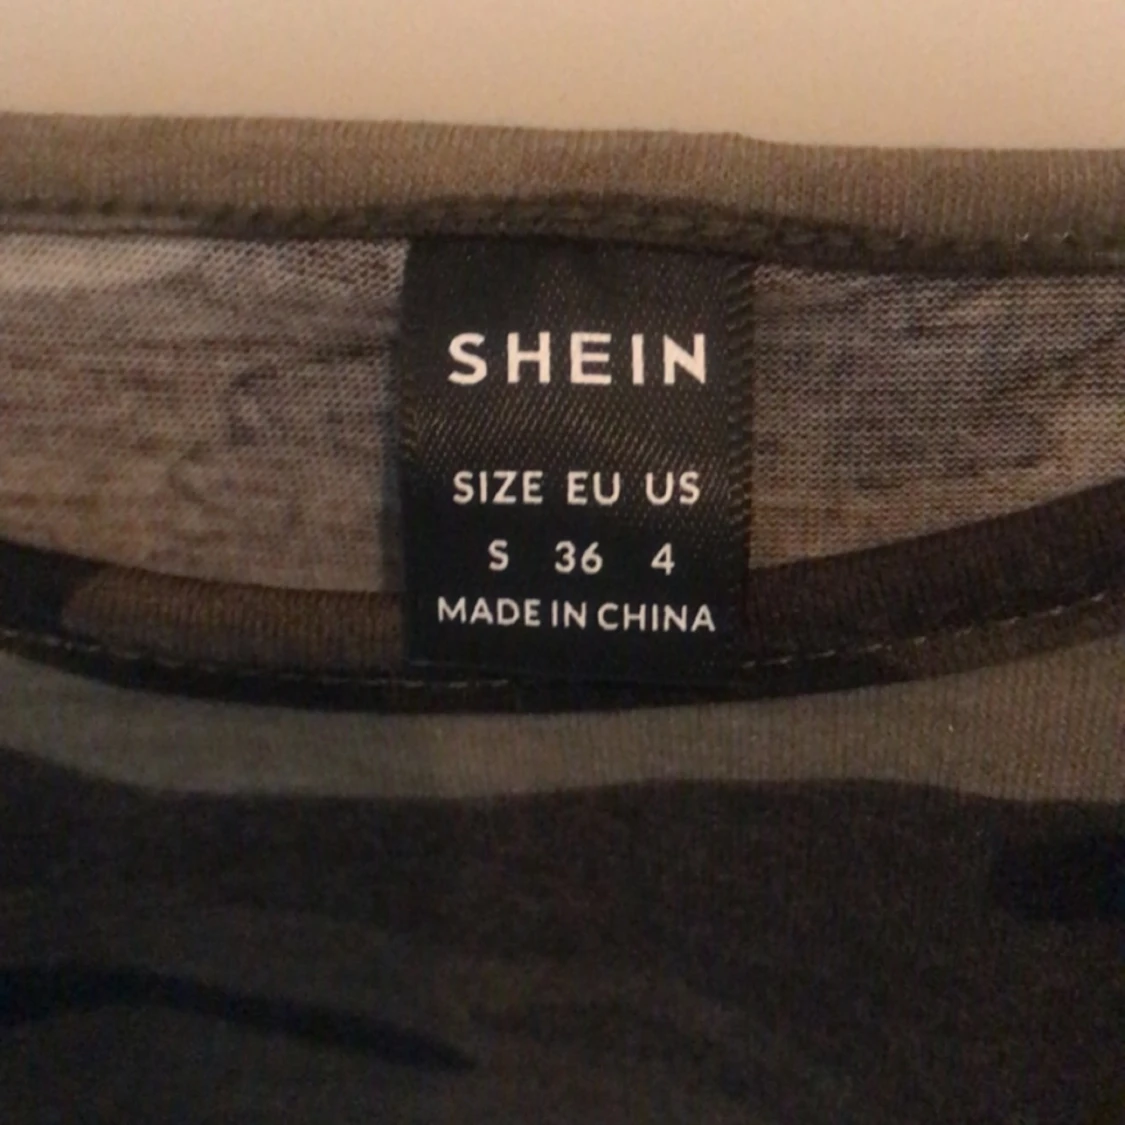 SHEIN
SIZE EU US
S 36 4
MADE IN CHINA